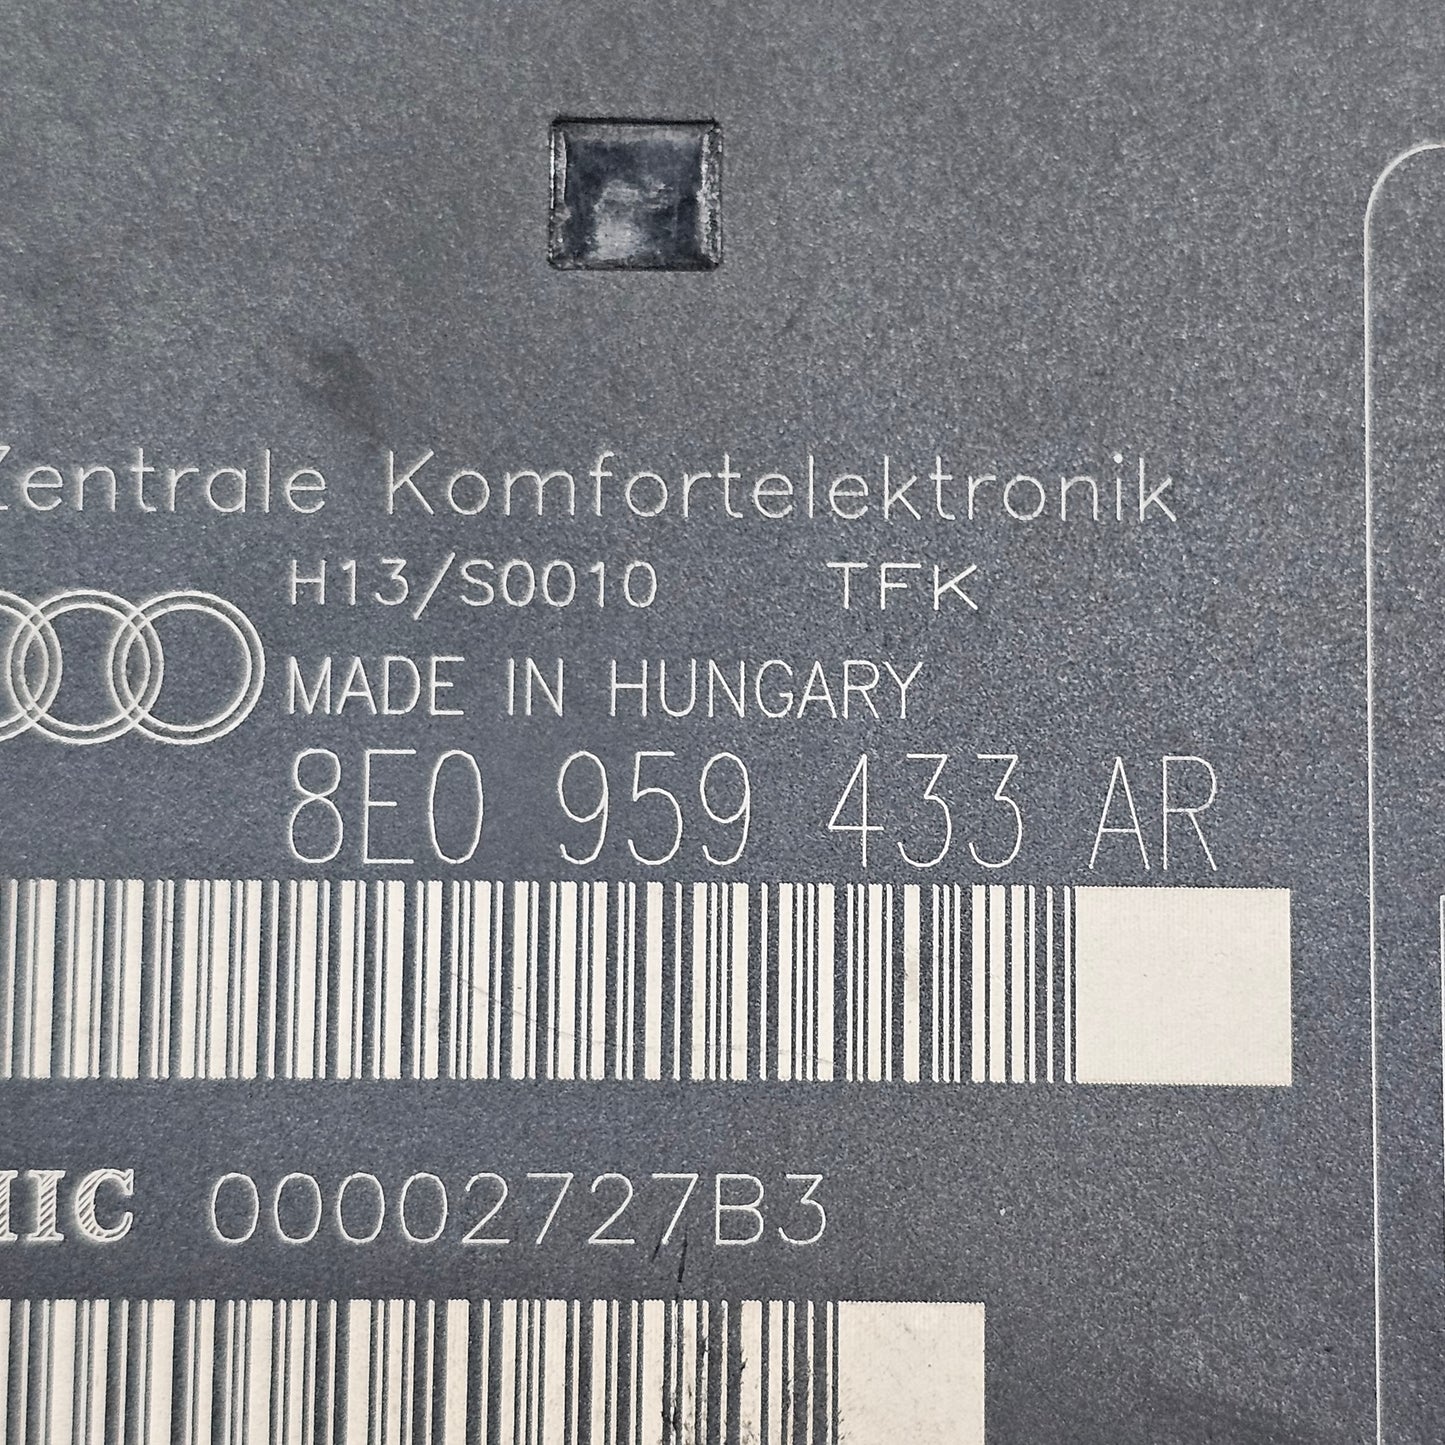 Zentrale Komfortelektronik
H13/S0010 TFK
MADE IN HUNGARY
8E0 959 433 AR
00002727B3